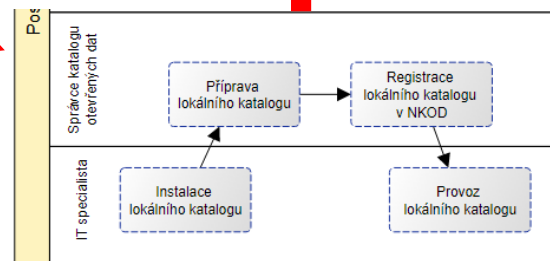 Pos
Správce katalogu
otevřených dat
Příprava
lokálního katalogu
Registrace
lokálního katalogu
v NKOD
IT specialista
Instalace
lokálního katalogu
Provoz
lokálního katalogu